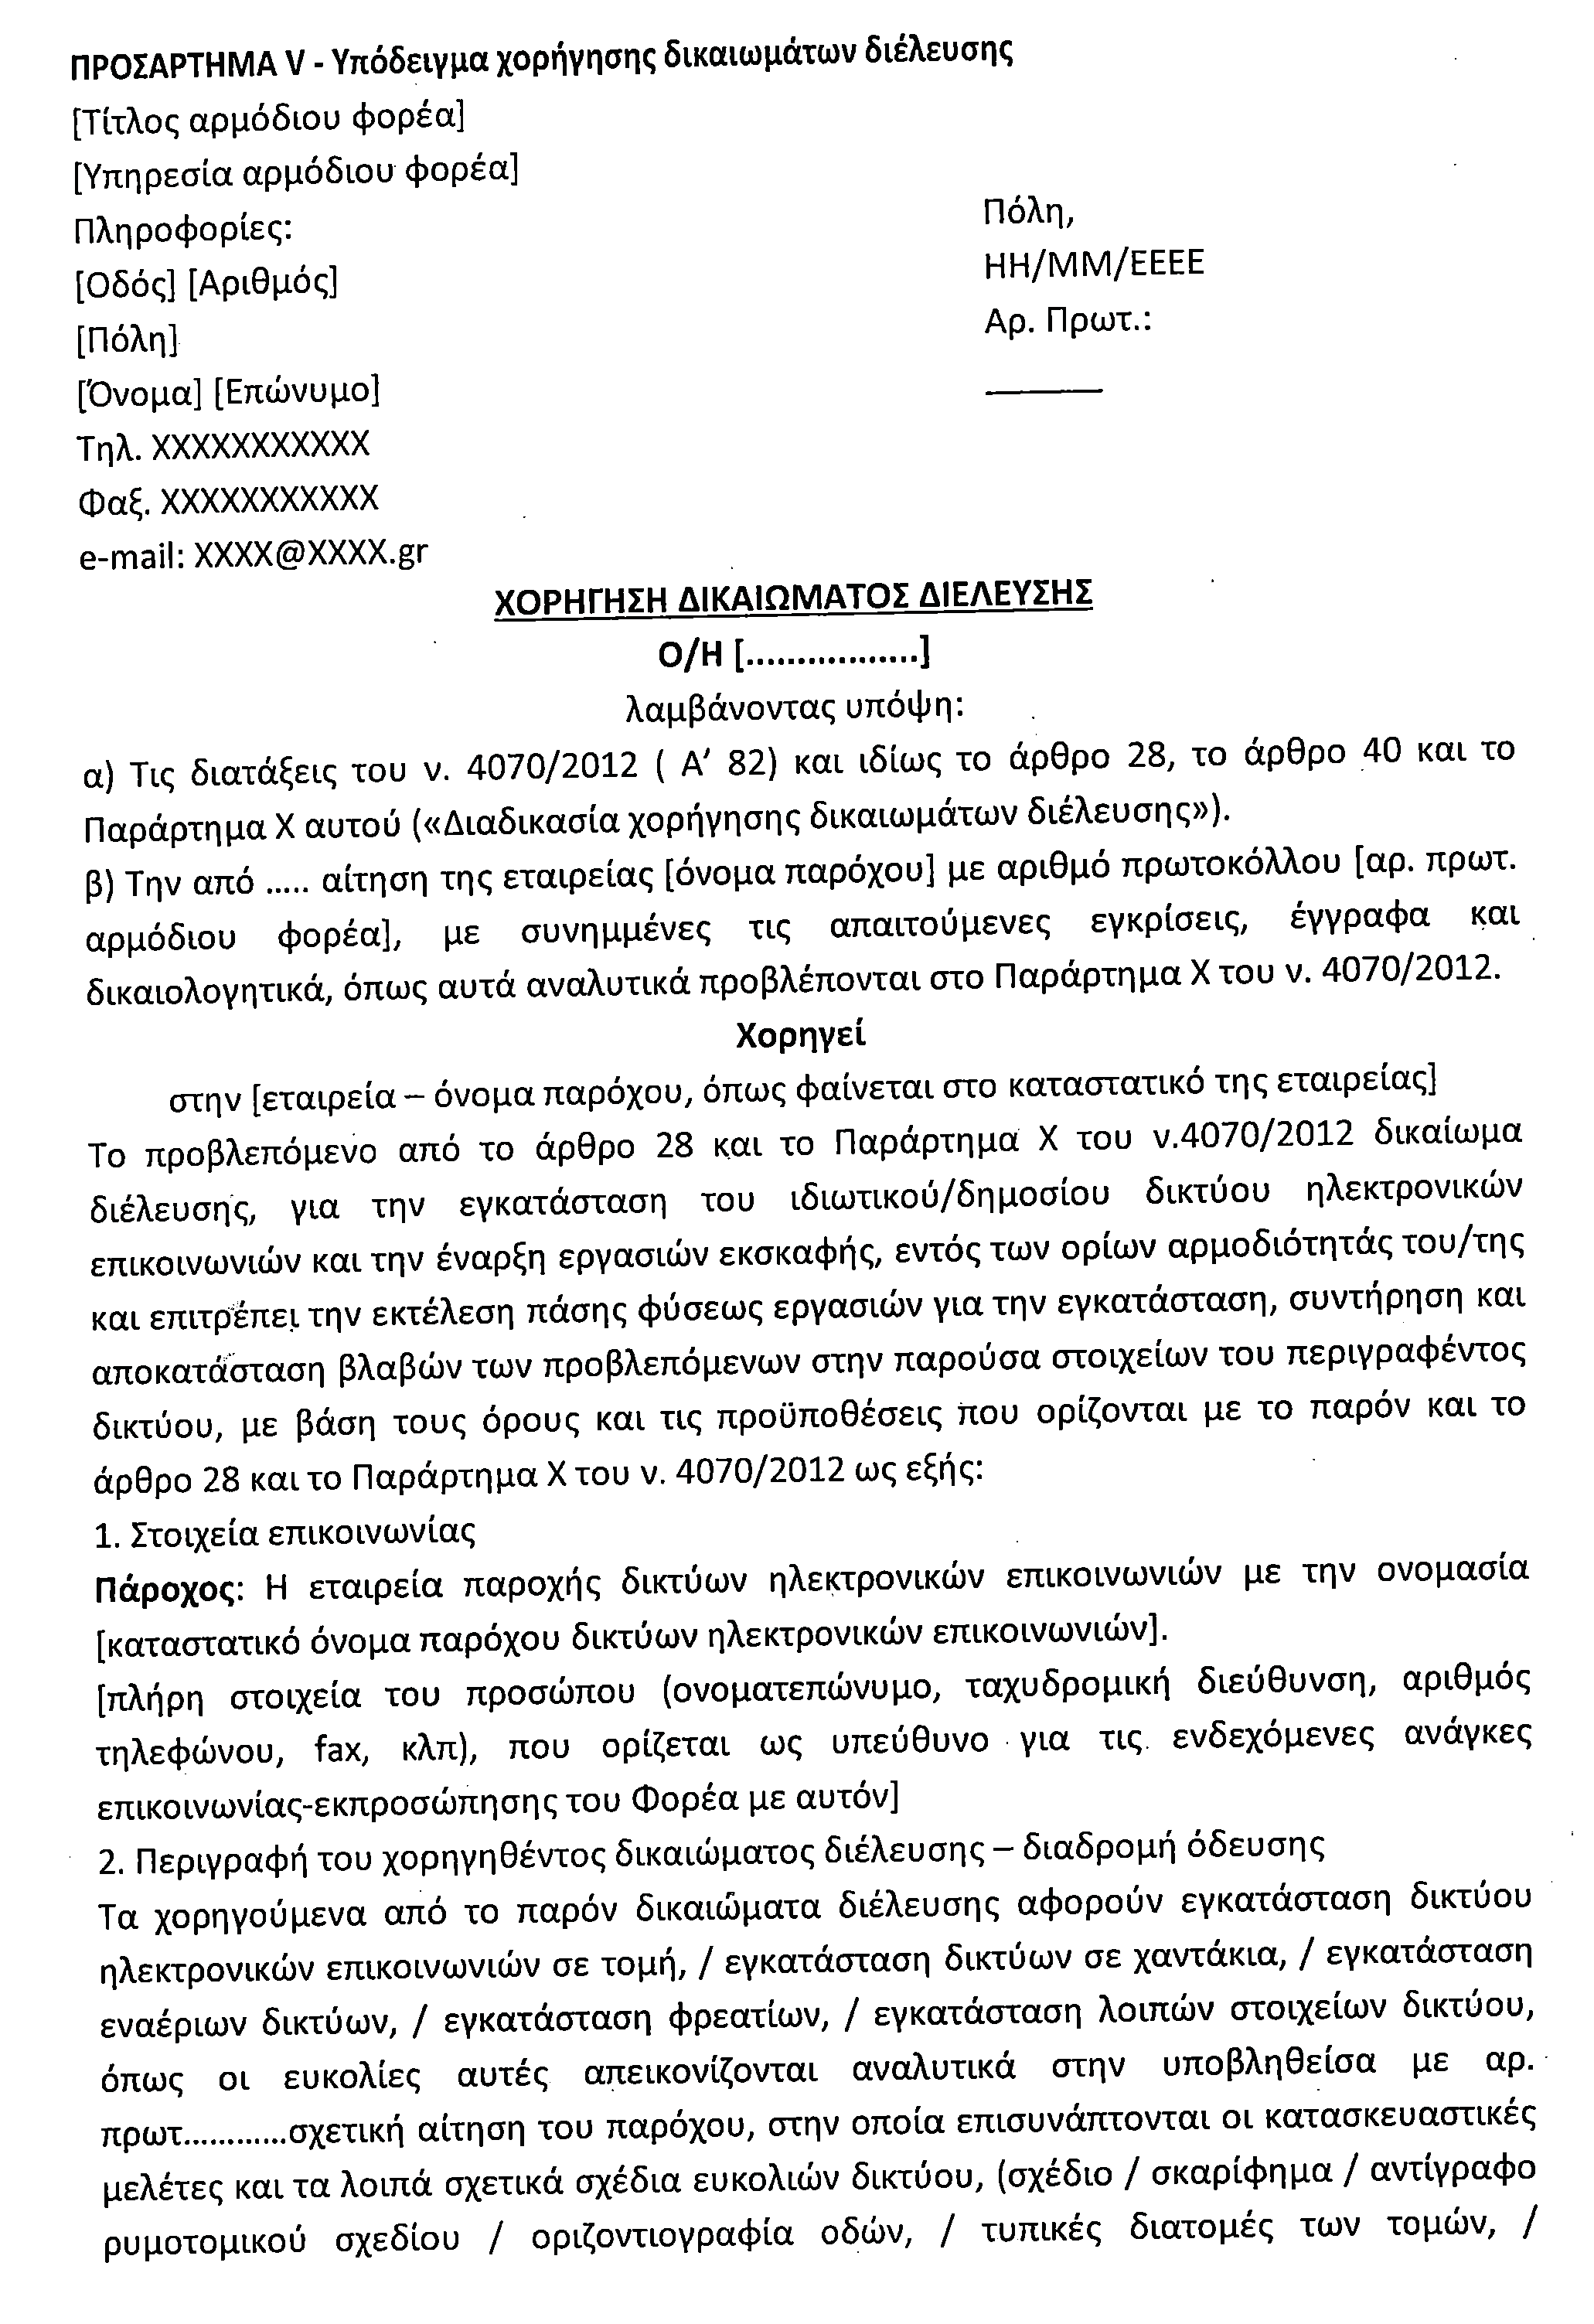 ΠΡΟΣΑΡΤΗΜΑ V - Υπόδειγμα χορήγησης δικαιωμάτων διέλευσης
[Τίτλος αρμόδιου φορέα]
[Υπηρεσία αρμόδιου φορέα]
Πληροφορίες:
[Οδός] [Αριθμός]
[Πόλη]
[Όνομα] [Επώνυμο]
Τηλ. ΧΧΧΧΧΧΧΧΧΧΧ
Φαξ. ΧΧΧΧΧΧΧΧΧΧΧ
e-mail: XXXX@XXXX.gr
Πόλη,
ΗΗ/ΜΜ/ΕΕΕΕ
Αρ. Πρωτ.:
ΧΟΡΗΓΗΣΗ ΔΙΚΑΙΩΜΑΤΟΣ ΔΙΕΛΕΥΣΗΣ
Ο/Η [..................]
λαμβάνοντας υπόψη:
α) Τις διατάξεις του ν. 4070/2012 ( Α’ 82) και ιδίως το άρθρο 28, το άρθρο 40 και το
Παράρτημα Χ αυτού («Διαδικασία χορήγησης δικαιωμάτων διέλευσης»).
β) Την από ..... αίτηση της εταιρείας [όνομα παρόχου] με αριθμό πρωτοκόλλου [αρ. πρωτ.
αρμόδιου φορέα], με συνημμένες τις απαιτούμενες εγκρίσεις, έγγραφα και
δικαιολογητικά, όπως αυτά αναλυτικά προβλέπονται στο Παράρτημα Χ του ν. 4070/2012.
Χορηγεί
στην [εταιρεία – όνομα παρόχου, όπως φαίνεται στο καταστατικό της εταιρείας]
Το προβλεπόμενο από το άρθρο 28 και το Παράρτημα Χ του ν.4070/2012 δικαίωμα
διέλευσης, για την εγκατάσταση του ιδιωτικού/δημοσίου δικτύου ηλεκτρονικών
επικοινωνιών και την έναρξη εργασιών εκσκαφής, εντός των ορίων αρμοδιότητάς του/της
και επιτρέπει την εκτέλεση πάσης φύσεως εργασιών για την εγκατάσταση, συντήρηση και
αποκατάσταση βλαβών των προβλεπόμενων στην παρούσα στοιχείων του περιγραφέντος
δικτύου, με βάση τους όρους και τις προϋποθέσεις που ορίζονται με το παρόν και το
άρθρο 28 και το Παράρτημα Χ του ν. 4070/2012 ως εξής:
1. Στοιχεία επικοινωνίας
Πάροχος: Η εταιρεία παροχής δικτύων ηλεκτρονικών επικοινωνιών με την ονομασία
[καταστατικό όνομα παρόχου δικτύων ηλεκτρονικών επικοινωνιών].
[πλήρη στοιχεία του προσώπου (ονοματεπώνυμο, ταχυδρομική διεύθυνση, αριθμός
τηλεφώνου, fax, κλπ), που ορίζεται ως υπεύθυνο για τις ενδεχόμενες ανάγκες
επικοινωνίας-εκπροσώπησης του Φορέα με αυτόν]
2. Περιγραφή του χορηγηθέντος δικαιώματος διέλευσης – διαδρομή όδευσης
Τα χορηγούμενα από το παρόν δικαιώματα διέλευσης αφορούν εγκατάσταση δικτύου
ηλεκτρονικών επικοινωνιών σε τομή, / εγκατάσταση δικτύων σε χαντάκια, / εγκατάσταση
εναέριων δικτύων, / εγκατάσταση φρεατίων, / εγκατάσταση λοιπών στοιχείων δικτύου,
όπως οι ευκολίες αυτές απεικονίζονται αναλυτικά στην υποβληθείσα με αρ.
πρωτ............σχετική αίτηση του παρόχου, στην οποία επισυνάπτονται οι κατασκευαστικές
μελέτες και τα λοιπά σχετικά σχέδια ευκολιών δικτύου, (σχέδιο / σκαρίφημα / αντίγραφο
ρυμοτομικού σχεδίου / οριζοντιογραφία οδών, / τυπικές διατομές των τομών, /